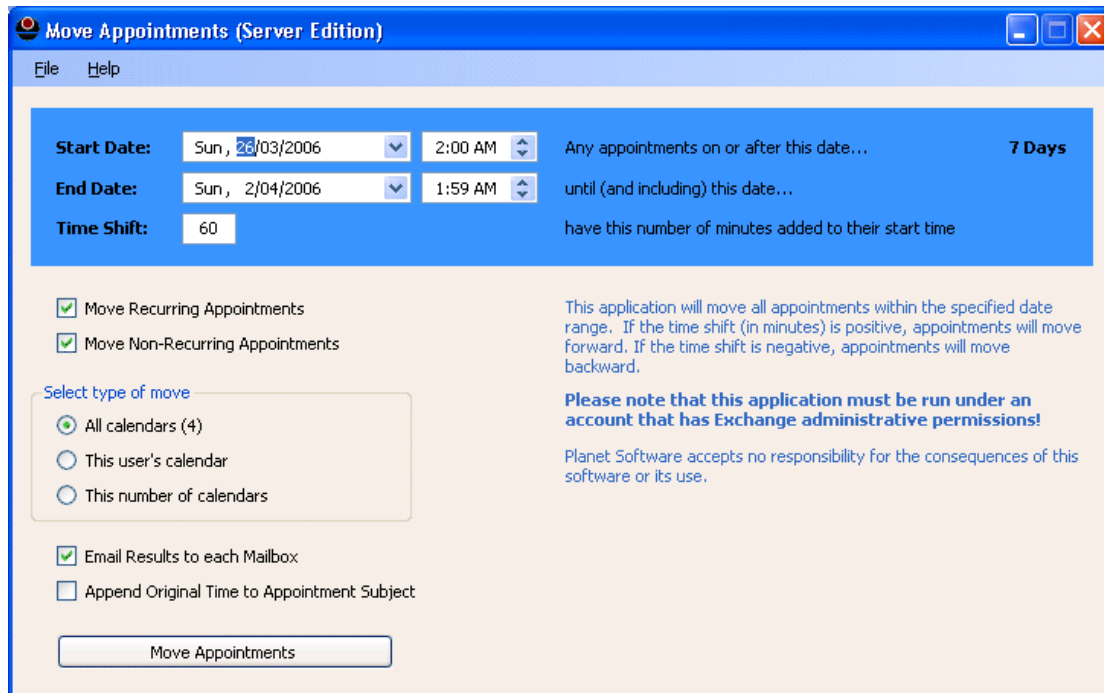 Move Appointments (Server Edition)
File Help
Start Date: Sun , 26/03/2006 2:00 AM Any appointments on or after this date... 7 Days
End Date: Sun , 2/04/2006 1:59 AM until (and including) this date...
Time Shift: 60 have this number of minutes added to their start time
Move Recurring Appointments
Move Non-Recurring Appointments
This application will move all appointments within the specified date
range. If the time shift (in minutes) is positive, appointments will move
forward. If the time shift is negative, appointments will move
backward.
Please note that this application must be run under an
account that has Exchange administrative permissions!
Planet Software accepts no responsibility for the consequences of this
software or its use.
Select type of move
All calendars (4)
This user's calendar
This number of calendars
Email Results to each Mailbox
Append Original Time to Appointment Subject
Move Appointments